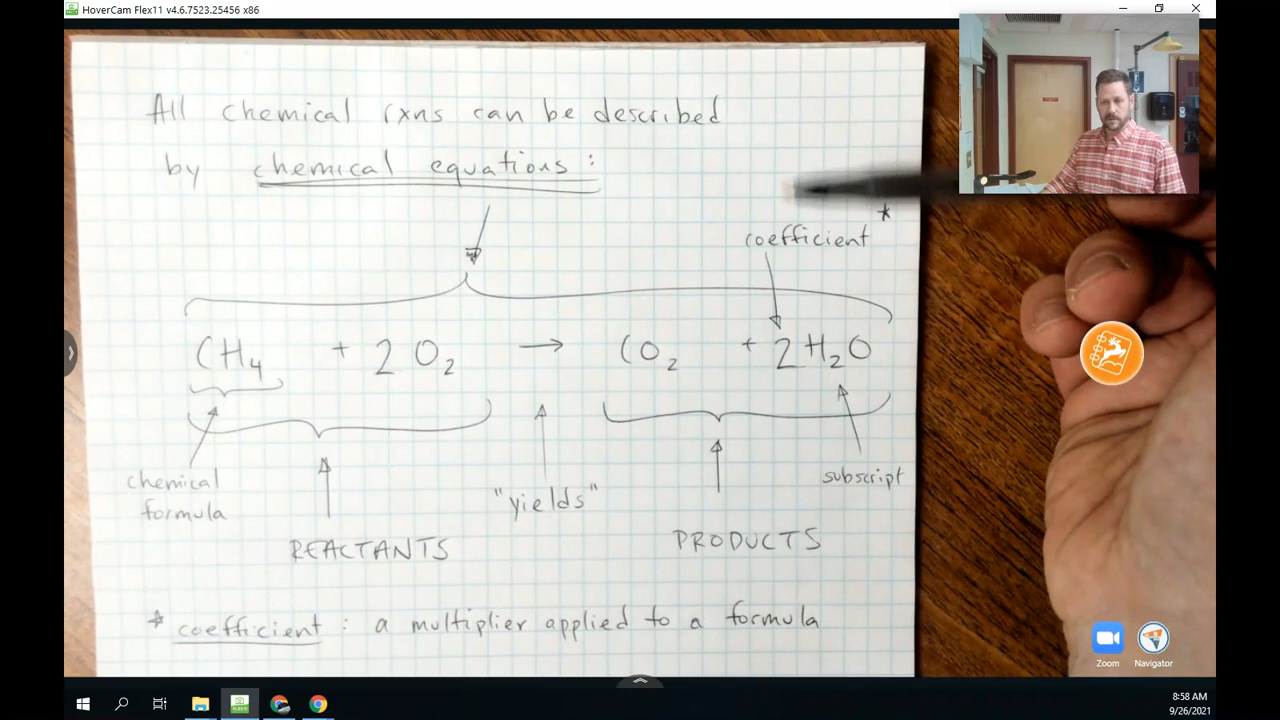 HoverCam Flex11 v4.6.7523.25456 x86
All chemical rxns can be described
by chemical equations:
coefficient *
CH₄ + 2 O₂ → CO₂ + 2 H₂O
chemical
formula
"yields"
subscript
REACTANTS
PRODUCTS
* coefficient: a multiplier applied to a formula
Zoom
Navigator
8:58 AM
9/26/2021